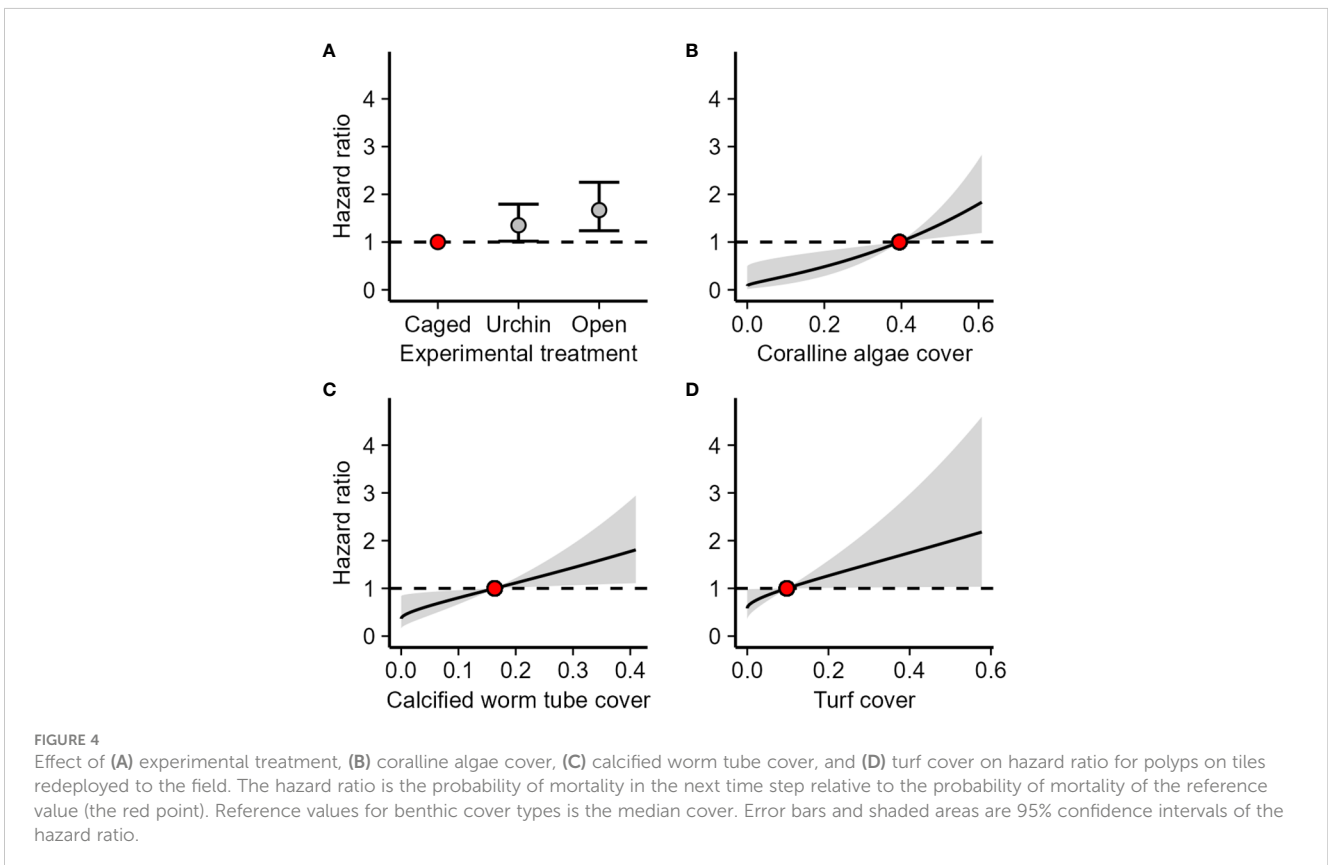 A
B
Hazard ratio
4
3
2
1
0
Caged Urchin Open
Experimental treatment
4
3
2
1
0
0.0 0.2 0.4 0.6
Coralline algae cover
C
D
Hazard ratio
4
3
2
1
0
0.0 0.1 0.2 0.3 0.4
Calcified worm tube cover
4
3
2
1
0
0.0 0.2 0.4 0.6
Turf cover
FIGURE 4
Effect of (A) experimental treatment, (B) coralline algae cover, (C) calcified worm tube cover, and (D) turf cover on hazard ratio for polyps on tiles
redeployed to the field. The hazard ratio is the probability of mortality in the next time step relative to the probability of mortality of the reference
value (the red point). Reference values for benthic cover types is the median cover. Error bars and shaded areas are 95% confidence intervals of the
hazard ratio.